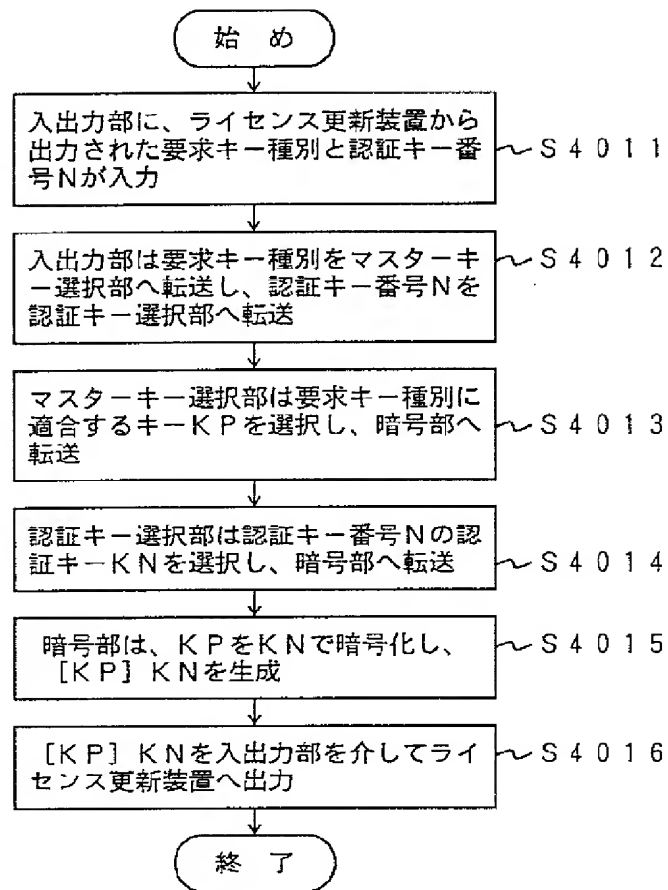 始 め
入出力部に、ライセンス更新装置から
出力された要求キー種別と認証キー番
号Nが入力
S4011
入出力部は要求キー種別をマスターキ
ー選択部へ転送し、認証キー番号Nを
認証キー選択部へ転送
S4012
マスターキー選択部は要求キー種別に
適合するキーKPを選択し、暗号部へ
転送
S4013
認証キー選択部は認証キー番号Nの認
証キーKNを選択し、暗号部へ転送
S4014
暗号部は、KPをKNで暗号化し、
[KP] KNを生成
S4015
[KP] KNを入出力部を介してライ
センス更新装置へ出力
S4016
終 了